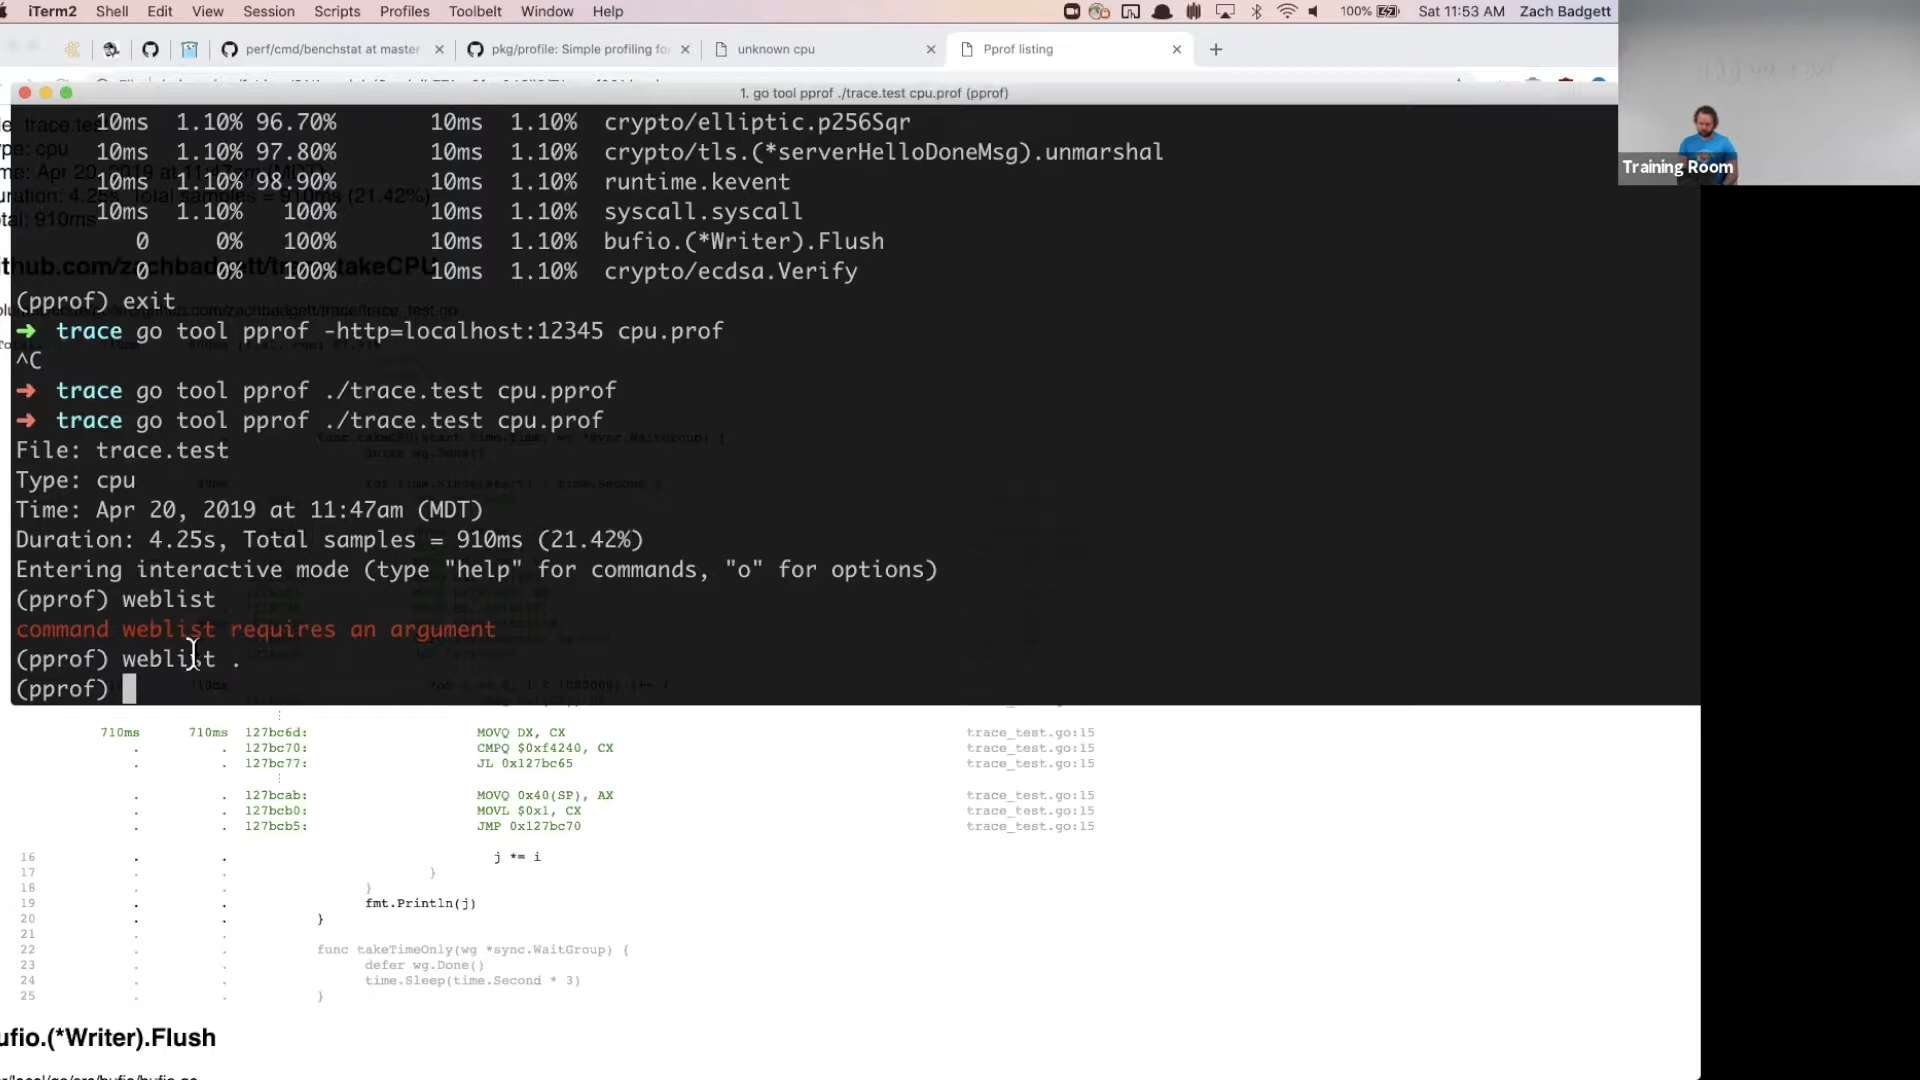 iTerm2 Shell Edit View Session Scripts Profiles Toolbelt Window Help 100% Sat 11:53 AM Zach Badgett
perf/cmd/benchstat at master × pkg/profile: Simple profiling fo × unknown cpu × Pprof listing × +
1. go tool pprof ./trace.test cpu.prof (pprof)
10ms 1.10% 96.70% 10ms 1.10% crypto/elliptic.p256Sqr
10ms 1.10% 97.80% 10ms 1.10% crypto/tls.(*serverHelloDoneMsg).unmarshal
10ms 1.10% 98.90% 10ms 1.10% runtime.kevent
10ms 1.10% 100% 10ms 1.10% syscall.syscall
0 0% 100% 10ms 1.10% bufio.(*Writer).Flush
0 0% 100% 10ms 1.10% crypto/ecdsa.Verify
(pprof) exit
➜ trace go tool pprof -http=localhost:12345 cpu.prof
^C
➜ trace go tool pprof ./trace.test cpu.pprof
➜ trace go tool pprof ./trace.test cpu.prof
File: trace.test
Type: cpu
Time: Apr 20, 2019 at 11:47am (MDT)
Duration: 4.25s, Total samples = 910ms (21.42%)
Entering interactive mode (type "help" for commands, "o" for options)
(pprof) weblist
command weblist requires an argument
(pprof) weblist .
(pprof)
710ms 710ms 127bc6d: MOVQ DX, CX trace_test.go:15
. . 127bc70: CMPQ $0xf4240, CX trace_test.go:15
. . 127bc77: JL 0x127bc65 trace_test.go:15
. . 127bcab: MOVQ 0x40(SP), AX trace_test.go:15
. . 127bcb0: MOVL $0x1, CX trace_test.go:15
. . 127bcb5: JMP 0x127bc70 trace_test.go:15
16 . . j *= i
17 . . }
18 . . }
19 . . fmt.Println(j)
20 . . }
21 . .
22 . . func takeTimeOnly(wg *sync.WaitGroup) {
23 . . defer wg.Done()
24 . . time.Sleep(time.Second * 3)
25 . . }
ufio.(*Writer).Flush
Training Room